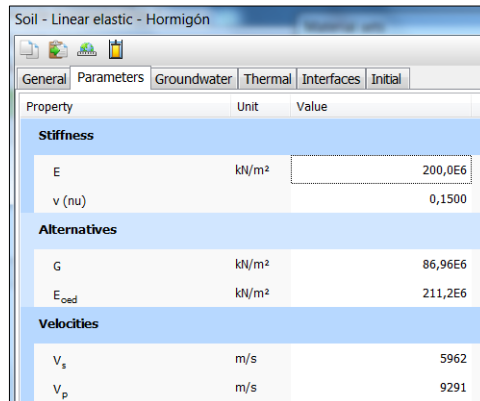 Soil - Linear elastic - Hormigón
General Parameters Groundwater Thermal Interfaces Initial
Property Unit Value
Stiffness
E kN/m² 200,0E6
v (nu) 0,1500
Alternatives
G kN/m² 86,96E6
Eoed kN/m² 211,2E6
Velocities
Vs m/s 5962
Vp m/s 9291